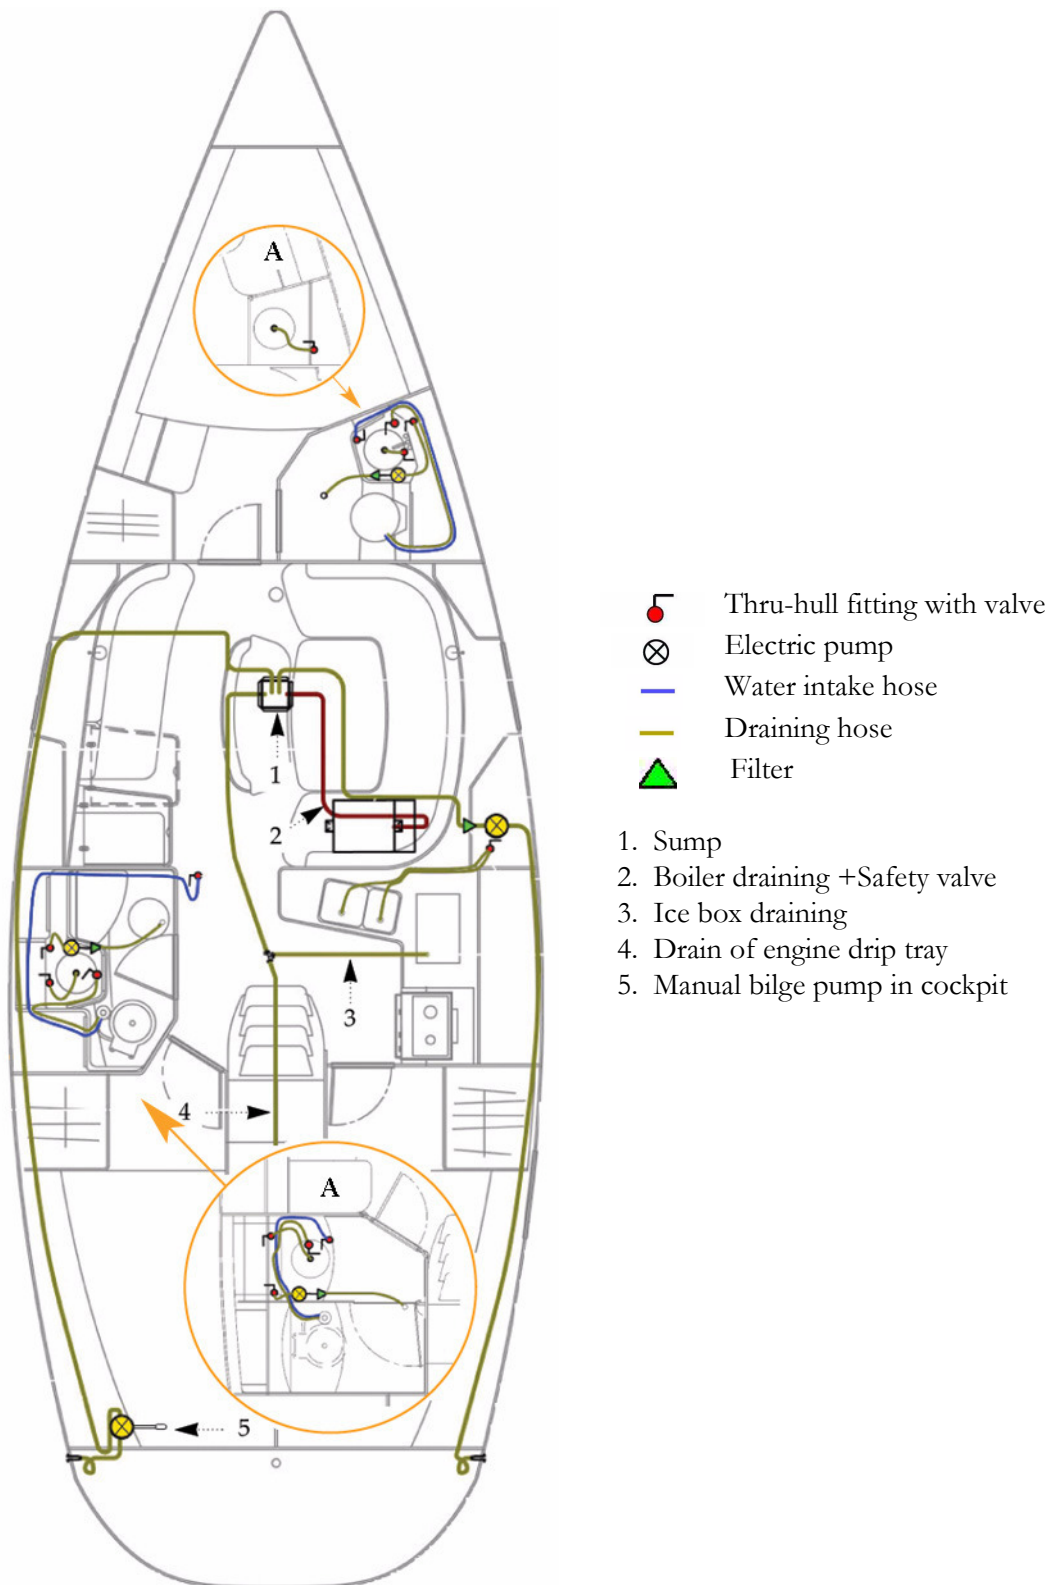 A
Thru-hull fitting with valve
Electric pump
Water intake hose
Draining hose
Filter
1
2
1. Sump
2. Boiler draining +Safety valve
3. Ice box draining
4. Drain of engine drip tray
5. Manual bilge pump in cockpit
3
4
A
5